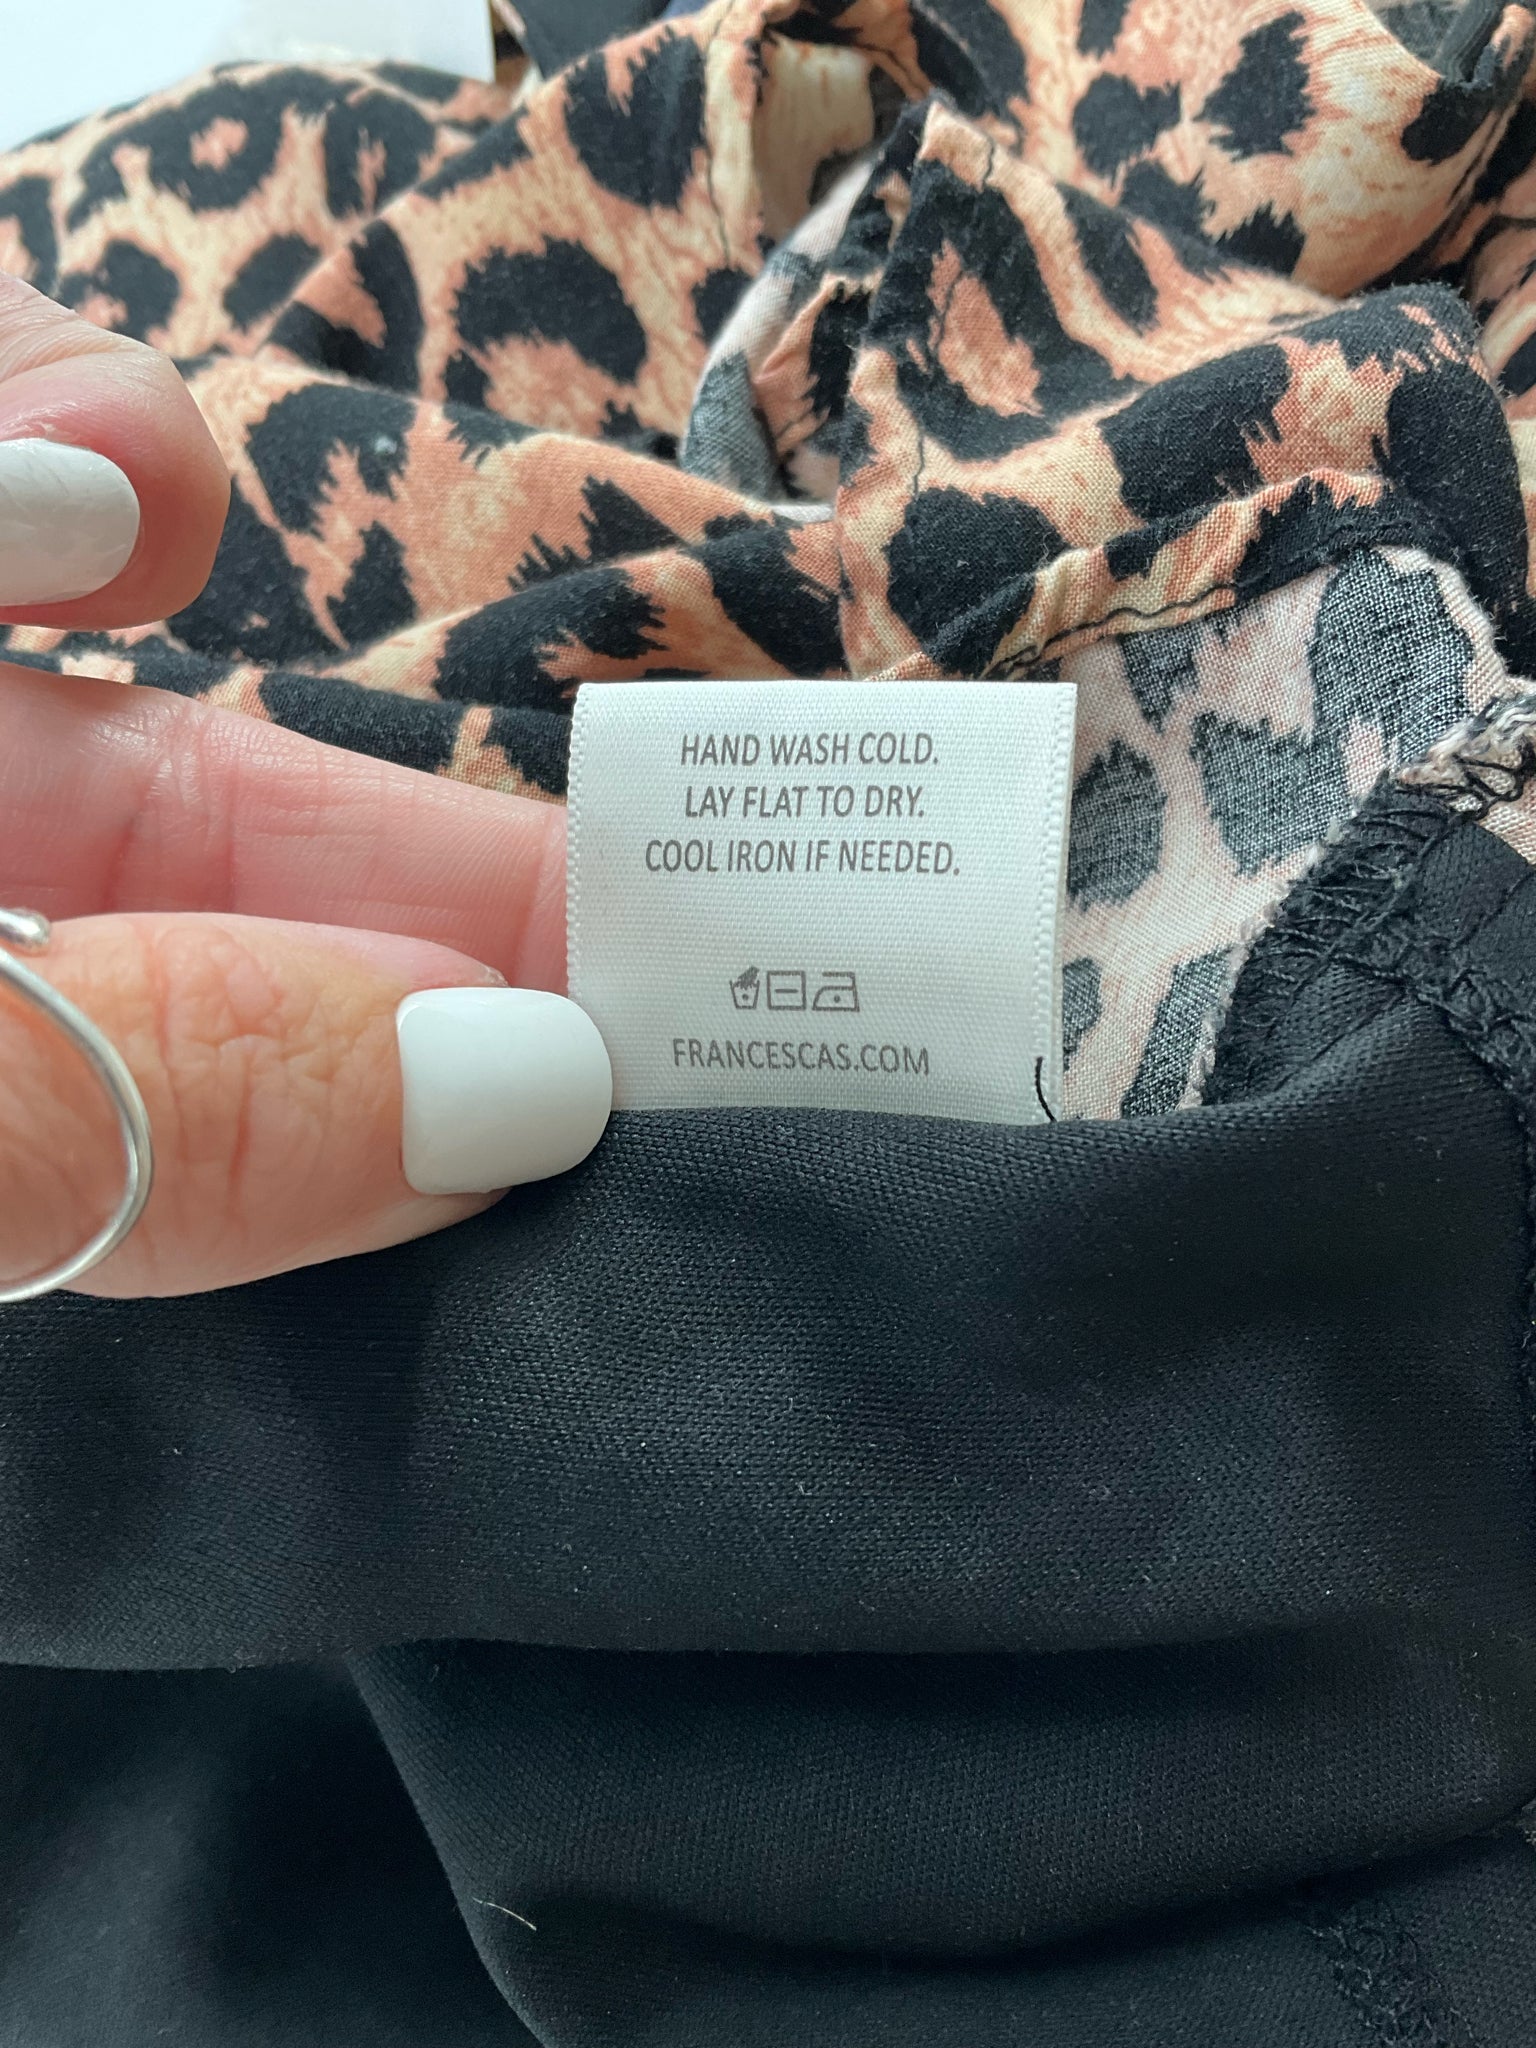 HAND WASH COLD.
LAY FLAT TO DRY.
COOL IRON IF NEEDED.
FRANCESCAS.COM